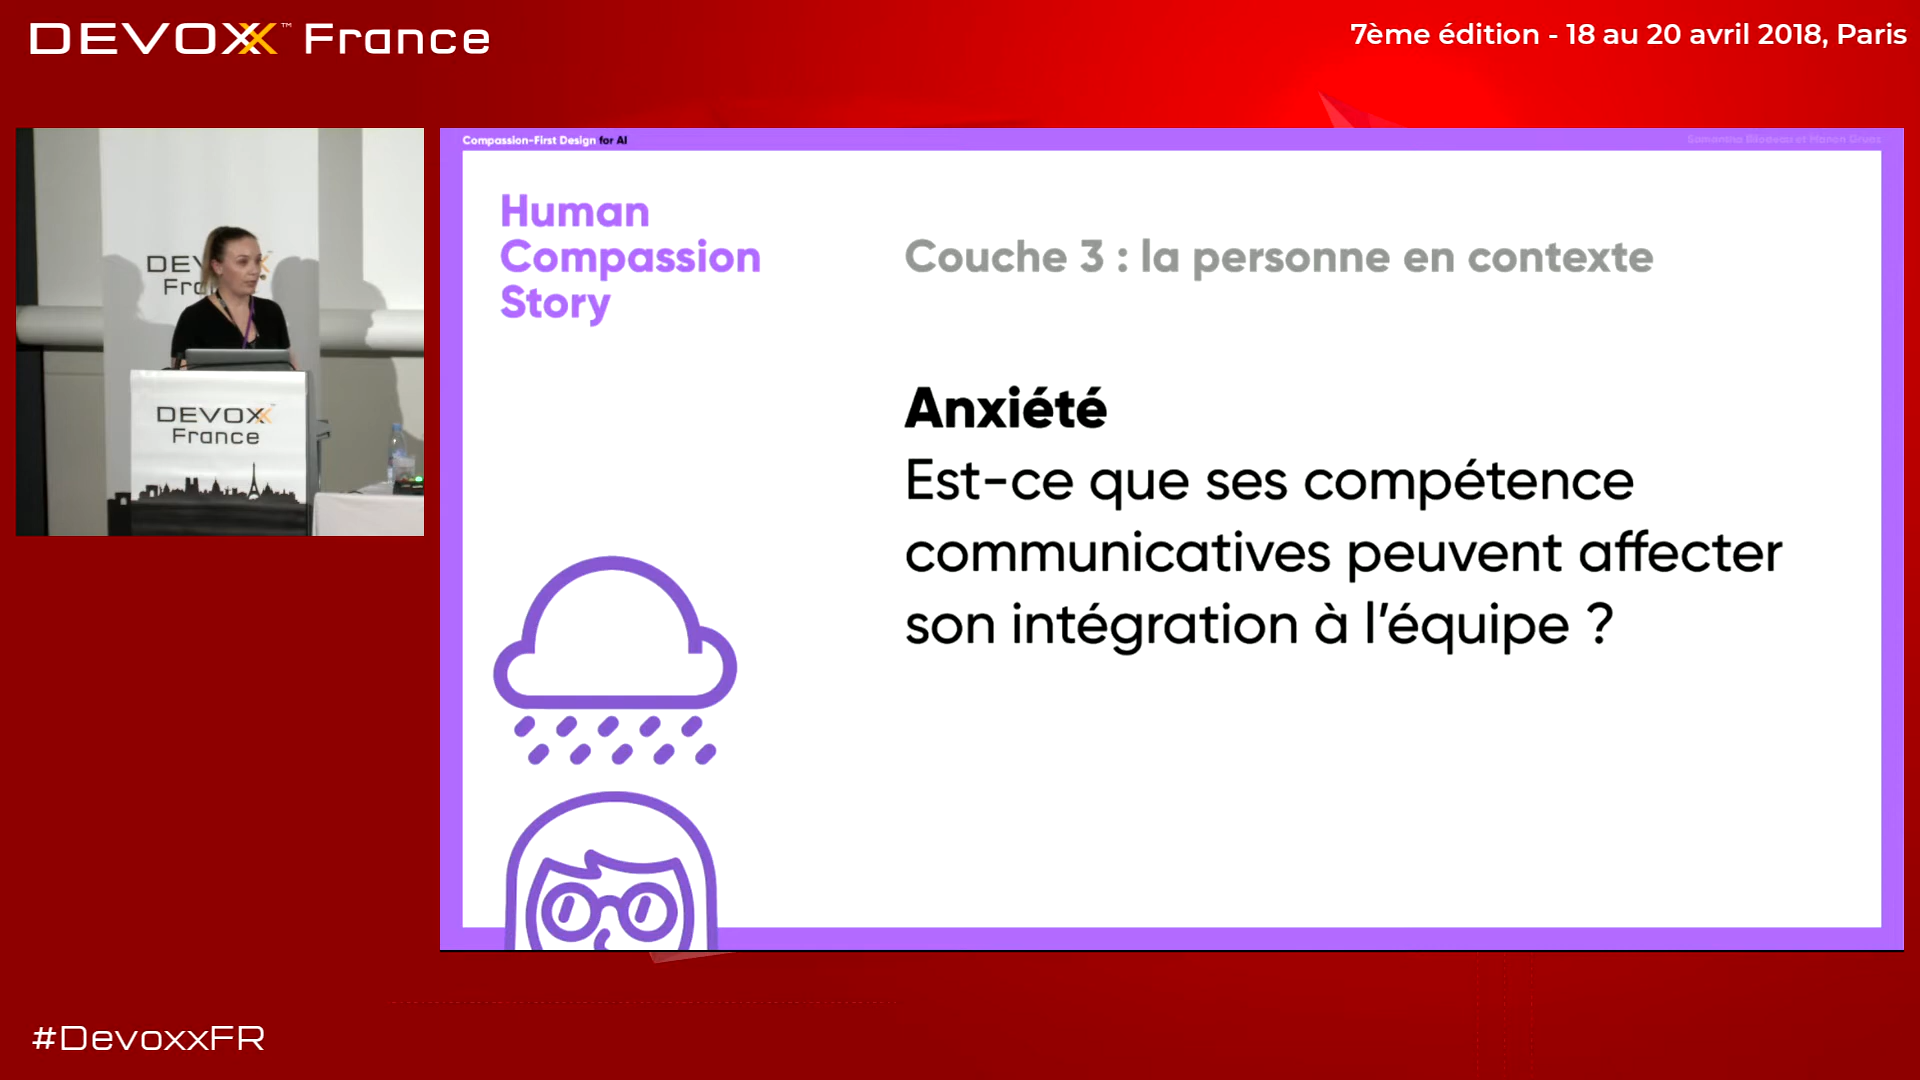 DEVOXX™ France
7ème édition - 18 au 20 avril 2018, Paris
DEVOXX
France
Compassion-First Design for AI
Human
Compassion
Story
Couche 3 : la personne en contexte
Anxiété
Est-ce que ses compétence
communicatives peuvent affecter
son intégration à l’équipe ?
#DevoxxFR